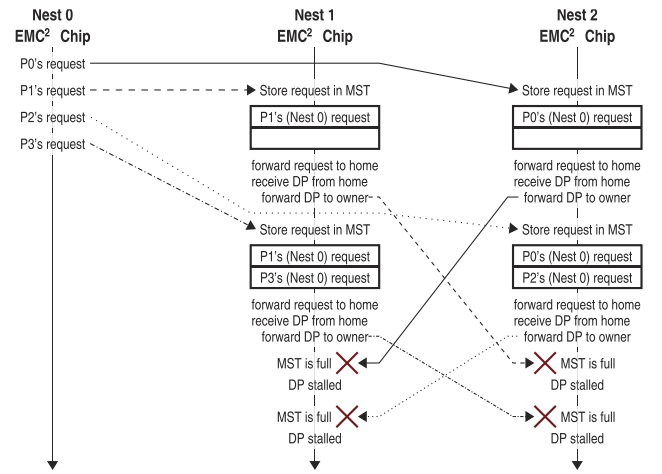 Nest 0
EMC² Chip
Nest 1
EMC² Chip
Nest 2
EMC² Chip
P0's request
P1's request
P2's request
P3's request
Store request in MST
P1's (Nest 0) request
forward request to home
receive DP from home
forward DP to owner
Store request in MST
P1's (Nest 0) request
P3's (Nest 0) request
forward request to home
receive DP from home
forward DP to owner
MST is full
DP stalled
MST is full
DP stalled
Store request in MST
P0's (Nest 0) request
forward request to home
receive DP from home
forward DP to owner
Store request in MST
P0's (Nest 0) request
P2's (Nest 0) request
forward request to home
receive DP from home
forward DP to owner
MST is full
DP stalled
MST is full
DP stalled